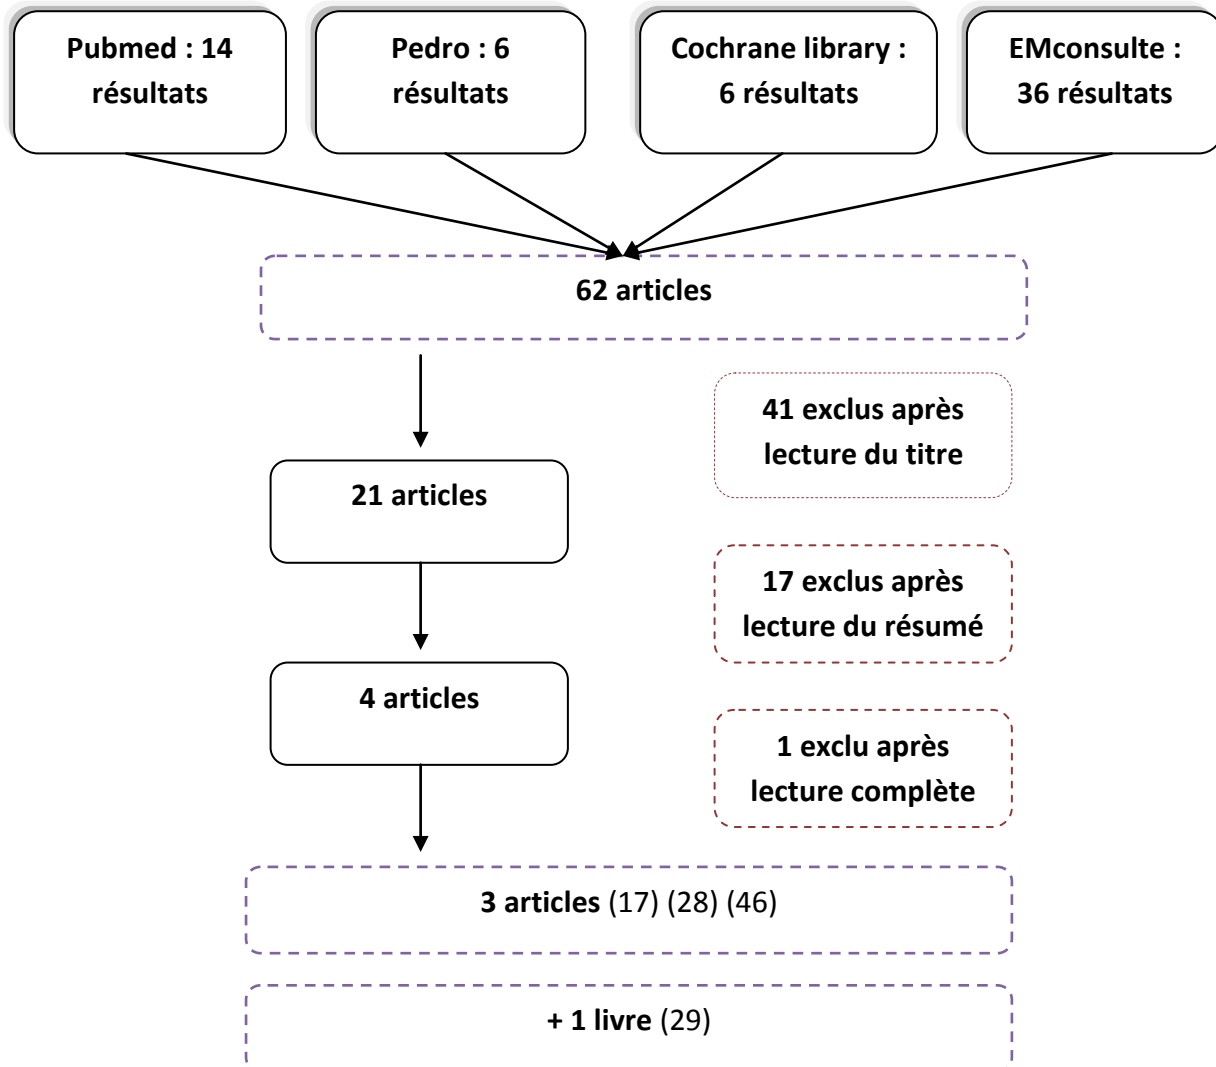 Pubmed : 14
résultats
Pedro : 6
résultats
Cochrane library :
6 résultats
EMconsulte :
36 résultats
62 articles
41 exclus après
lecture du titre
21 articles
17 exclus après
lecture du résumé
4 articles
1 exclu après
lecture complète
3 articles (17) (28) (46)
+ 1 livre (29)